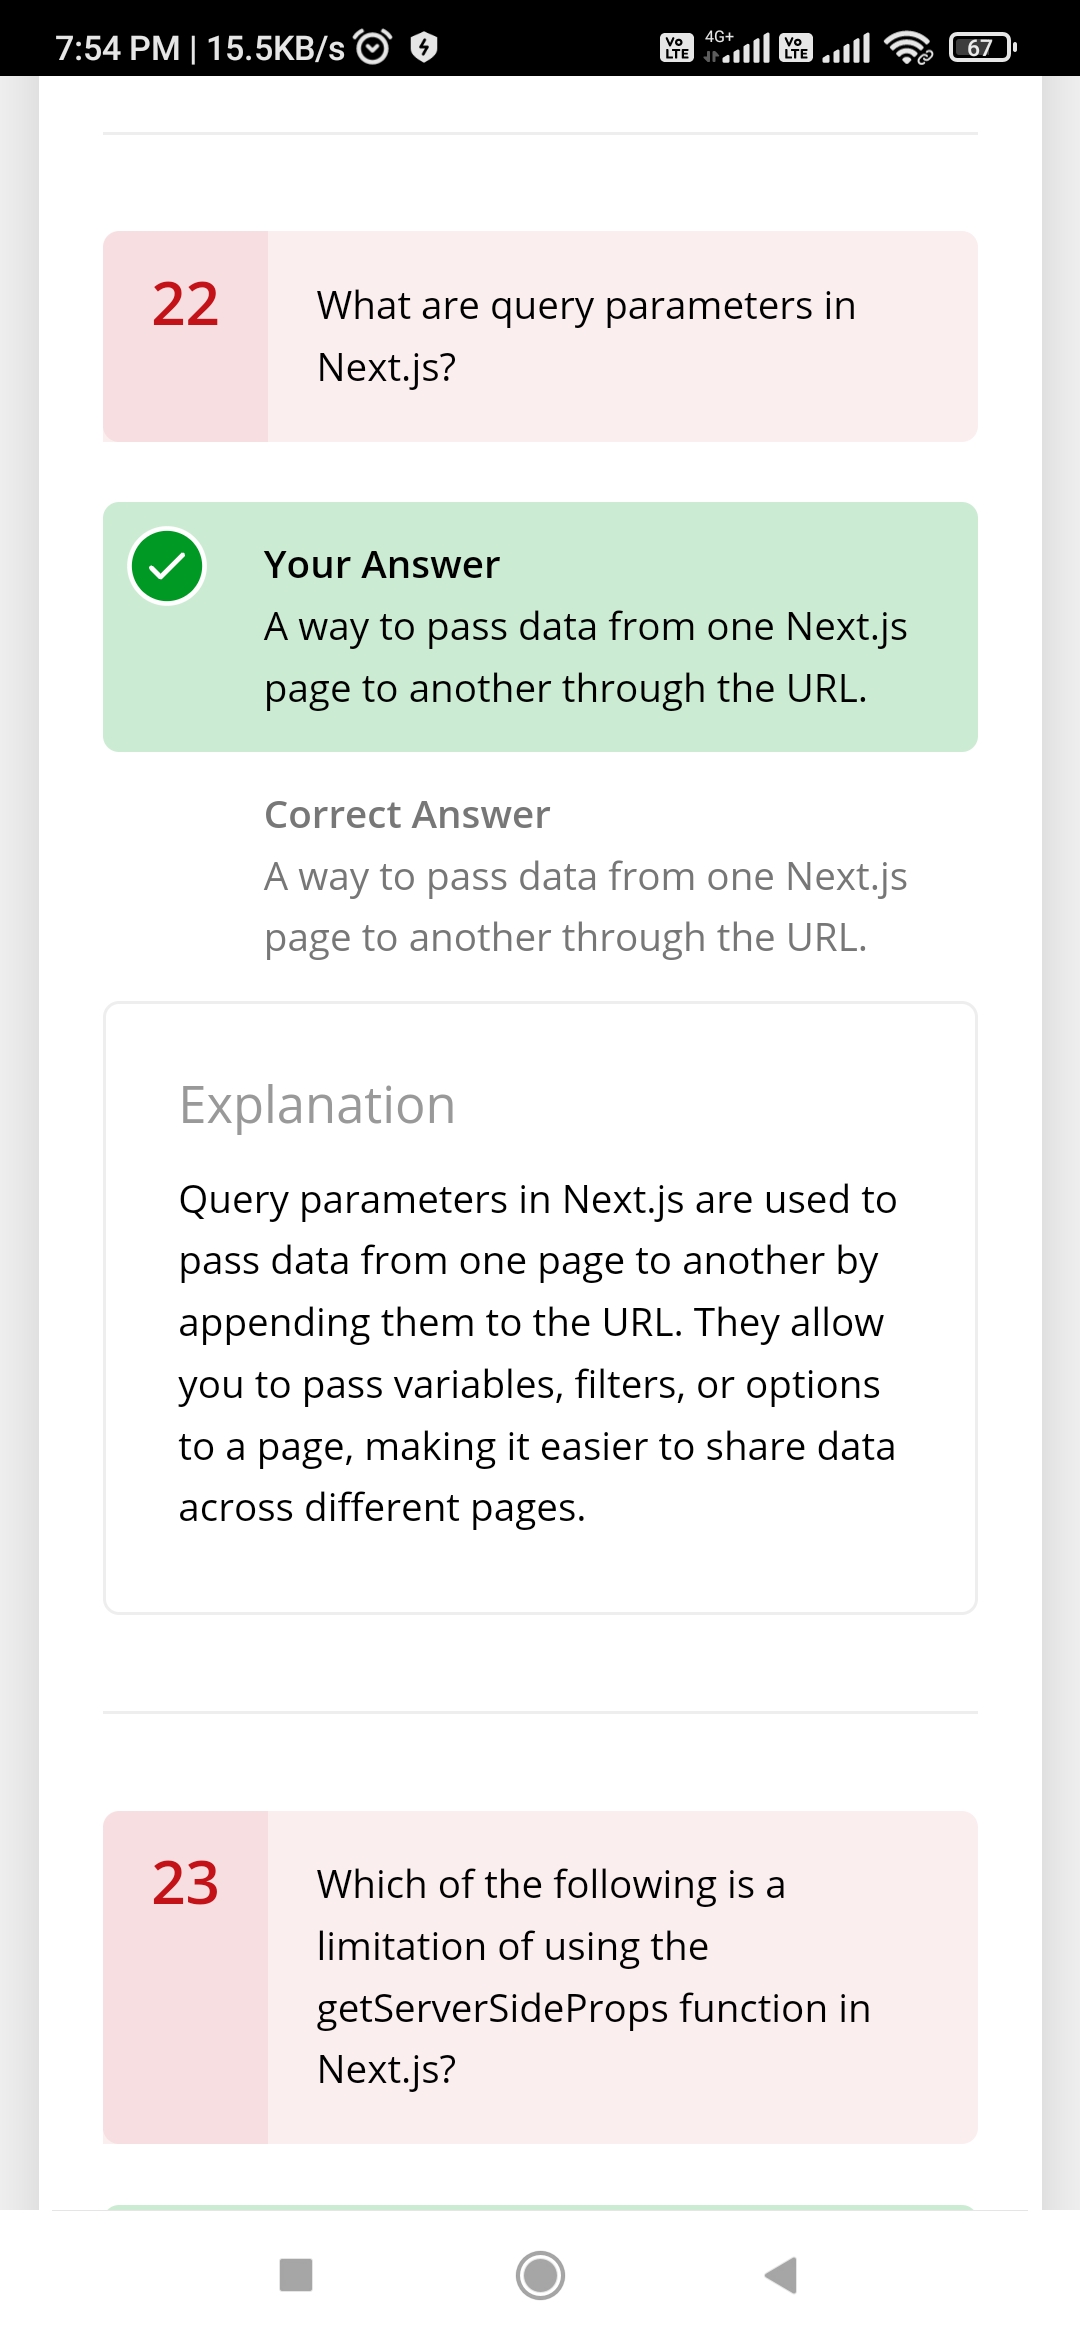 7:54 PM | 15.5KB/s
Vo LTE 4G+ Vo LTE 67
22
What are query parameters in
Next.js?
Your Answer
A way to pass data from one Next.js
page to another through the URL.
Correct Answer
A way to pass data from one Next.js
page to another through the URL.
Explanation
Query parameters in Next.js are used to
pass data from one page to another by
appending them to the URL. They allow
you to pass variables, filters, or options
to a page, making it easier to share data
across different pages.
23
Which of the following is a
limitation of using the
getServerSideProps function in
Next.js?